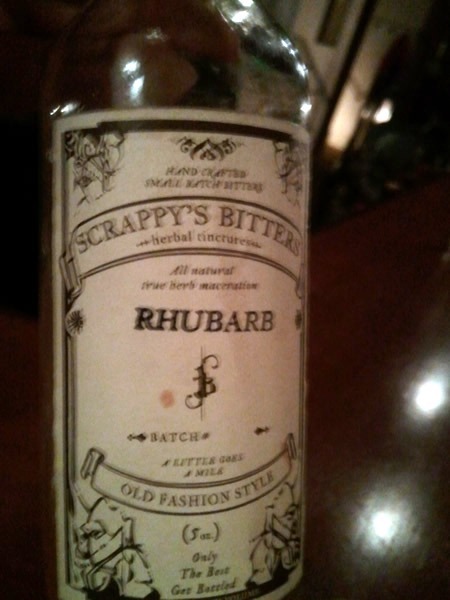 HAND CRAFTED
SMALL BATCH BITTERS
SCRAPPY'S BITTERS
herbal tinctures
All natural
true herb maceration
RHUBARB
BATCH#
A LITTLE GOES
A MILE
OLD FASHION STYLE
(5 oz.)
Only
The Best
Get Bottled